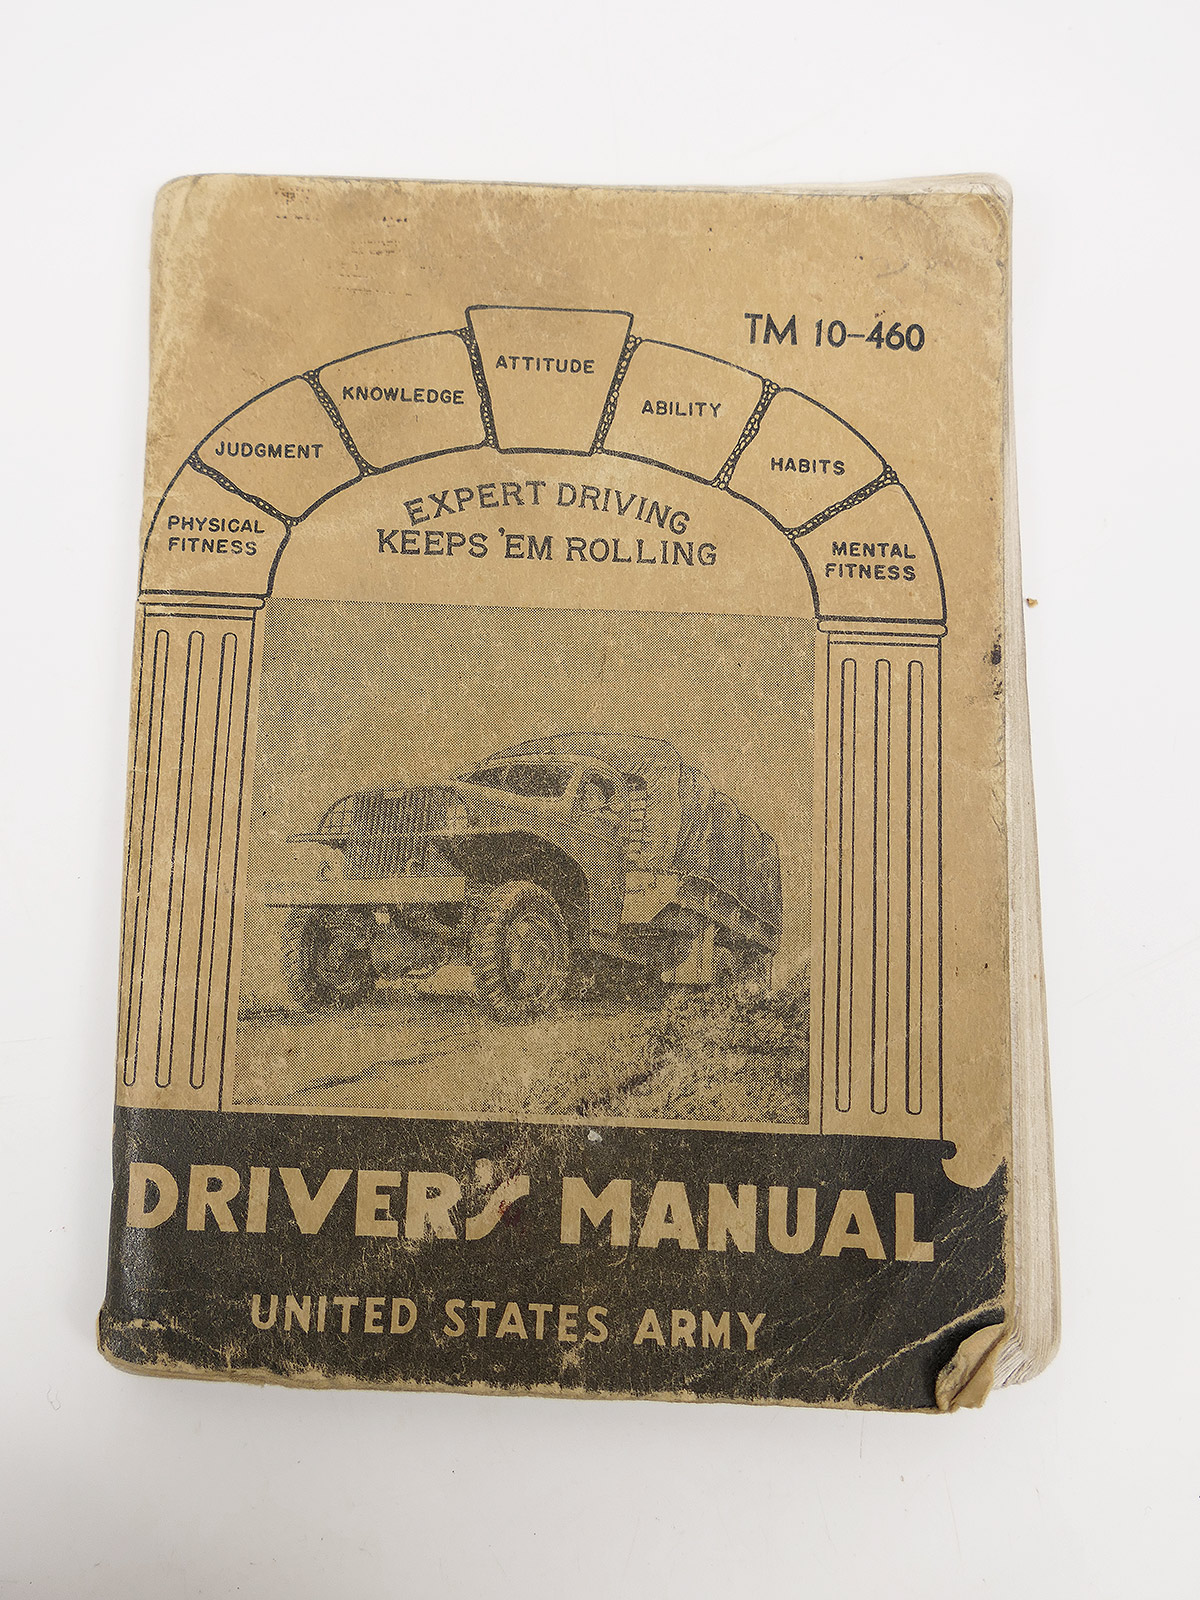 TM 10-460
ATTITUDE
KNOWLEDGE
ABILITY
JUDGMENT
HABITS
PHYSICAL
FITNESS
MENTAL
FITNESS
EXPERT DRIVING
KEEPS 'EM ROLLING
DRIVER'S MANUAL
UNITED STATES ARMY